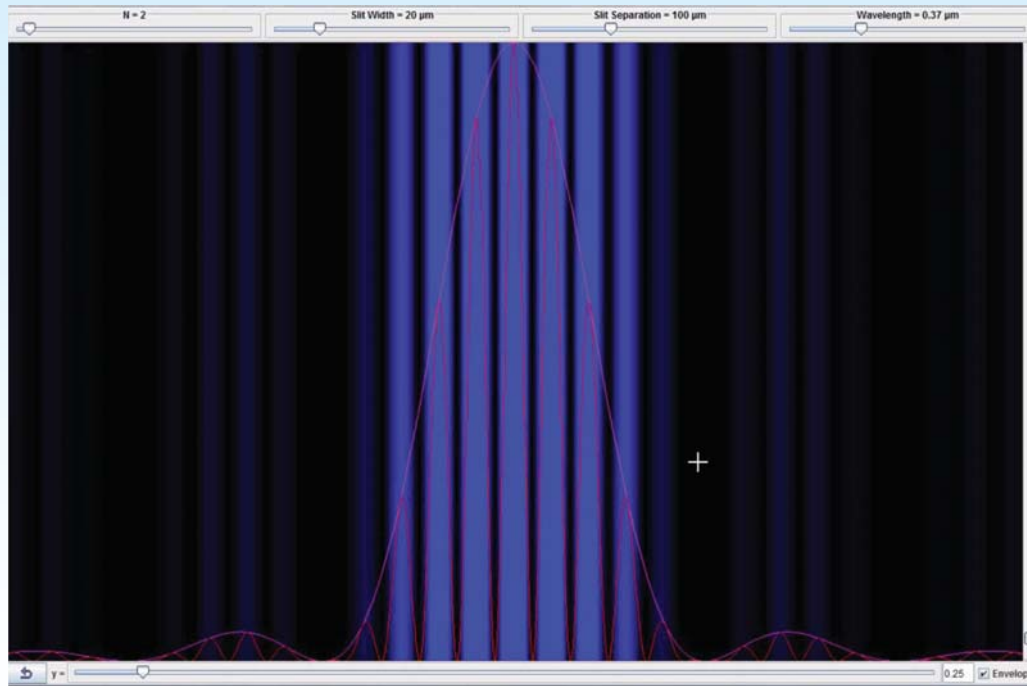 N = 2
Slit Width = 20 µm
Slit Separation = 100 µm
Wavelength = 0.37 µm
y =
0.25
Envelop